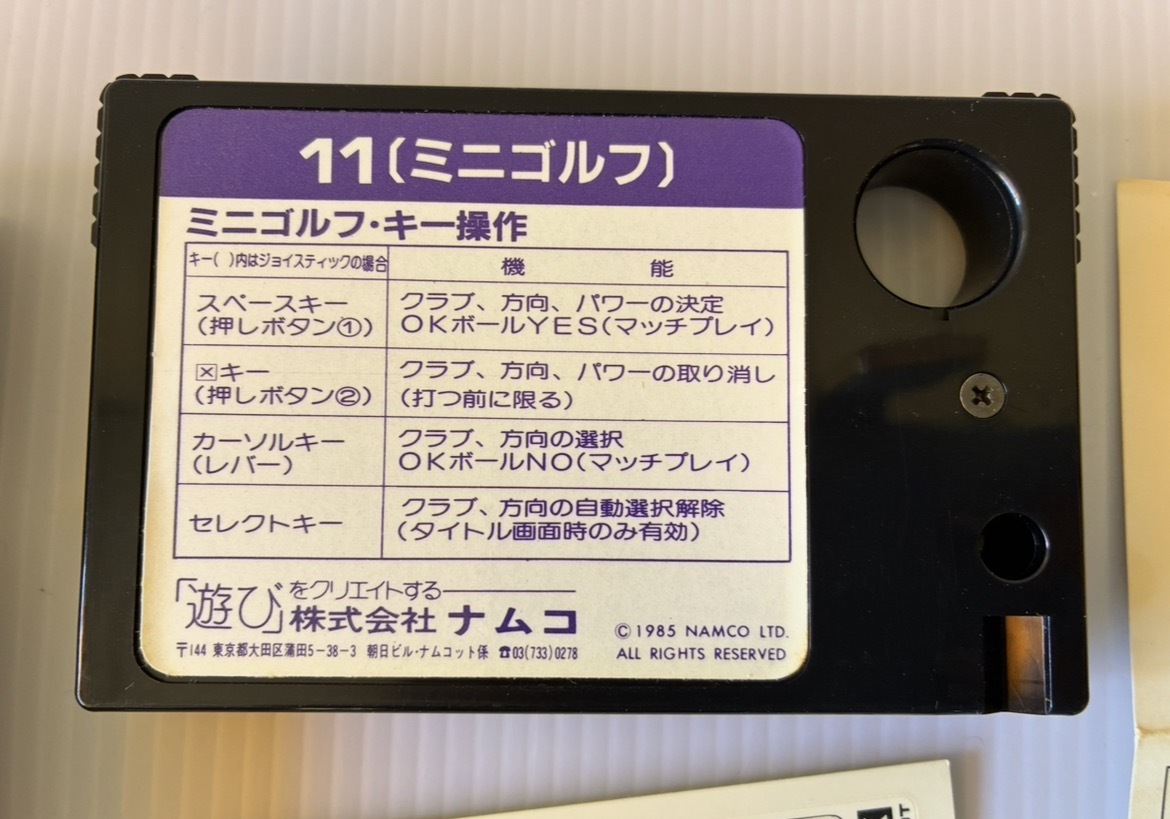 11〔ミニゴルフ〕
ミニゴルフ・キー操作
キー( )内はジョイスティックの場合
機能
スペースキー
(押しボタン①)
クラブ、方向、パワーの決定
OKボールYES(マッチプレイ)
☒キー
(押しボタン②)
クラブ、方向、パワーの取り消し
(打つ前に限る)
カーソルキー
(レバー)
クラブ、方向の選択
OKボールNO(マッチプレイ)
セレクトキー
クラブ、方向の自動選択解除
(タイトル画面時のみ有効)
「遊び」をクリエイトする——
株式会社 ナムコ
〒144 東京都大田区蒲田5-38-3 朝日ビル・ナムコット係 ☎03(733)0278
©1985 NAMCO LTD.
ALL RIGHTS RESERVED